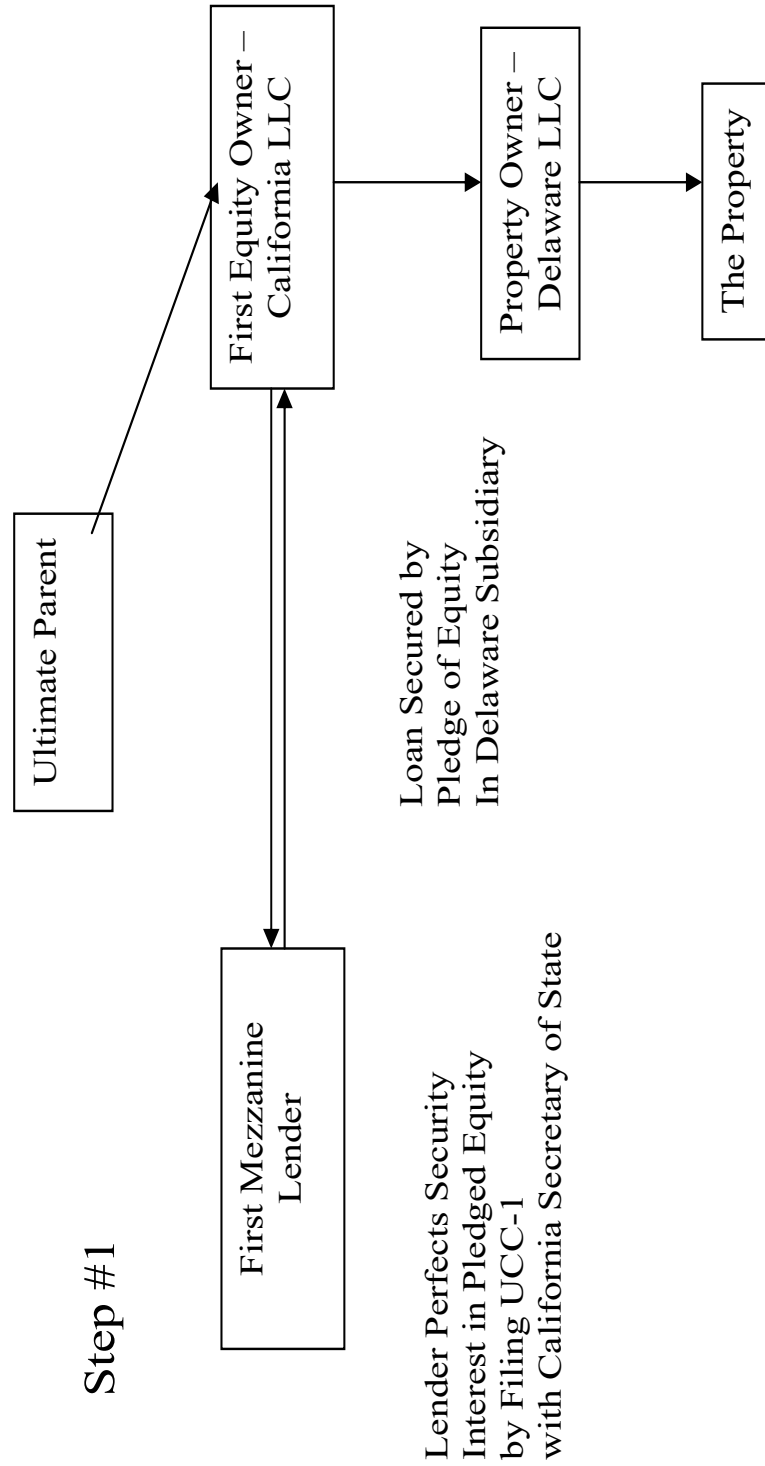 Step #1
Ultimate Parent
First Mezzanine
Lender
First Equity Owner –
California LLC
Lender Perfects Security
Interest in Pledged Equity
by Filing UCC-1
with California Secretary of State
Loan Secured by
Pledge of Equity
In Delaware Subsidiary
Property Owner –
Delaware LLC
The Property